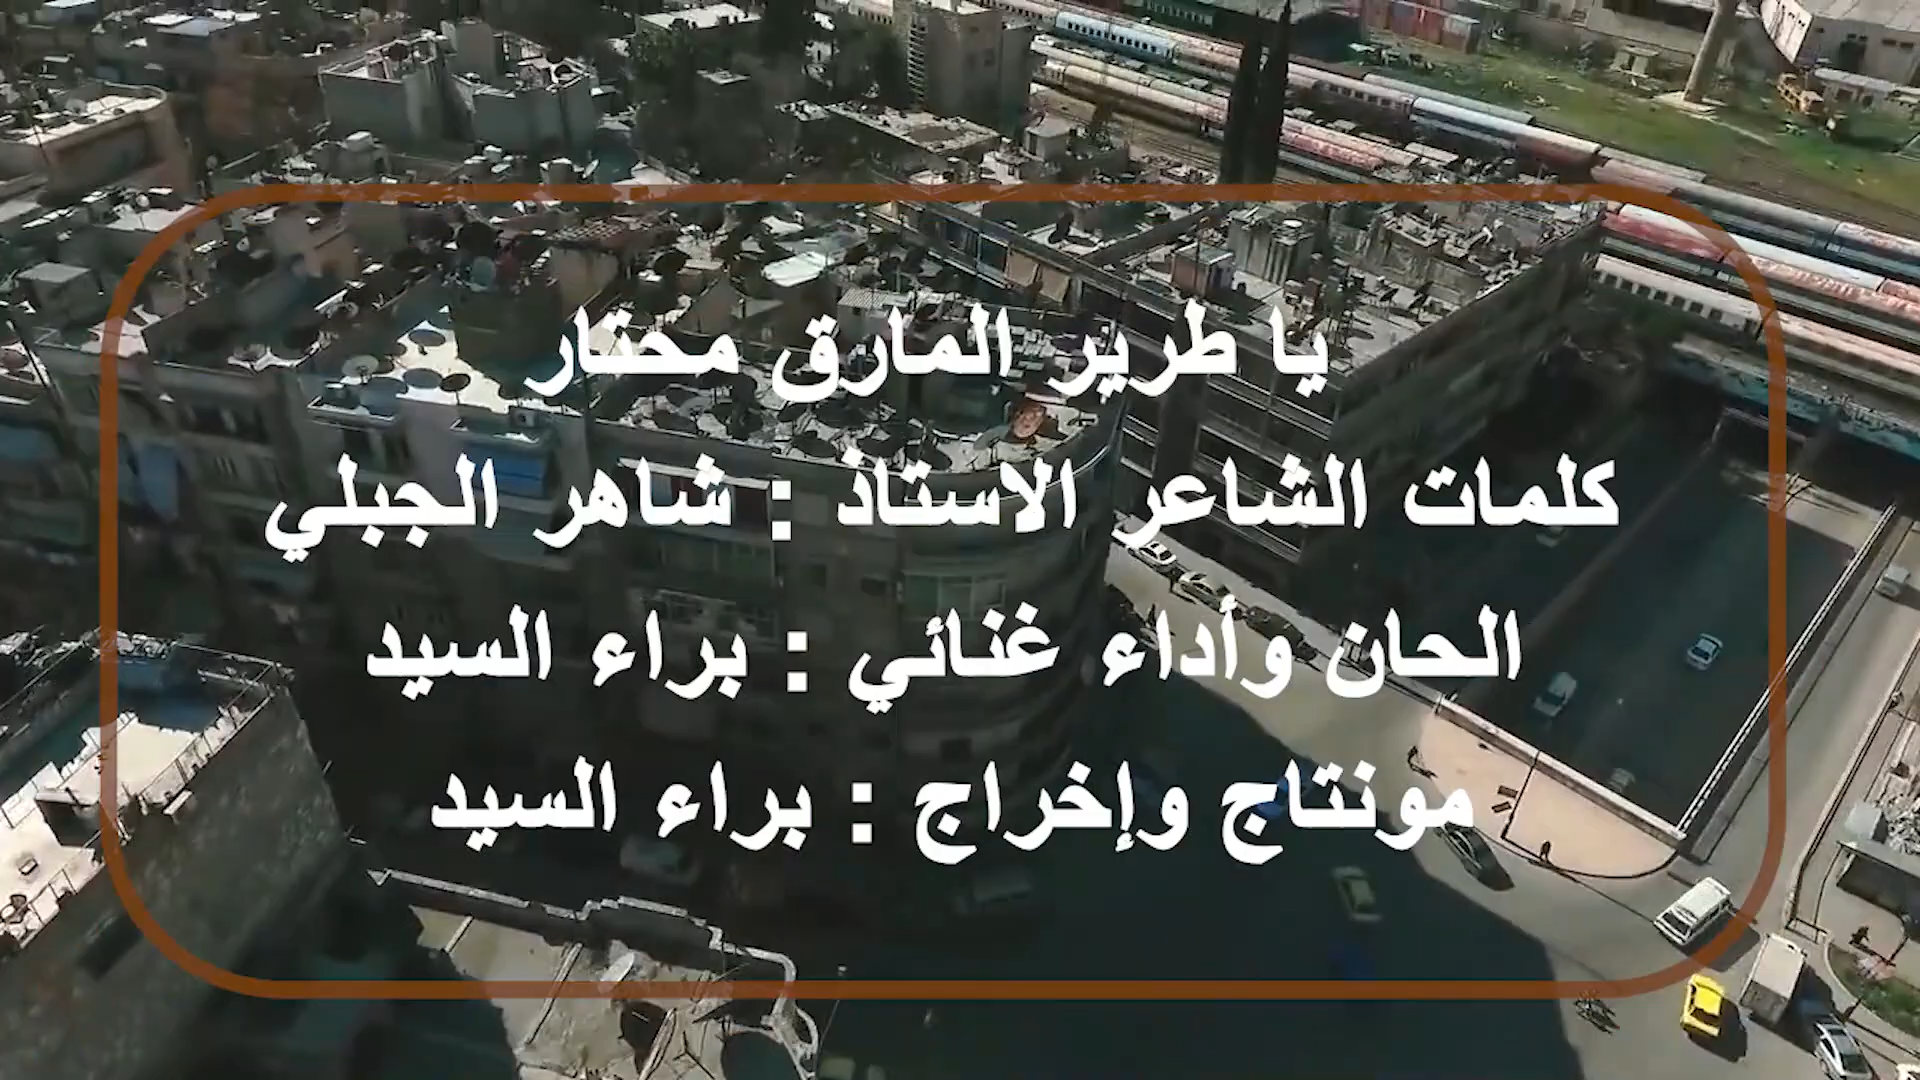 يا طرير المارق محتار
كلمات الشاعر الاستاذ : شاهر الجبلي
الحان وأداء غنائي : براء السيد
مونتاج وإخراج : براء السيد